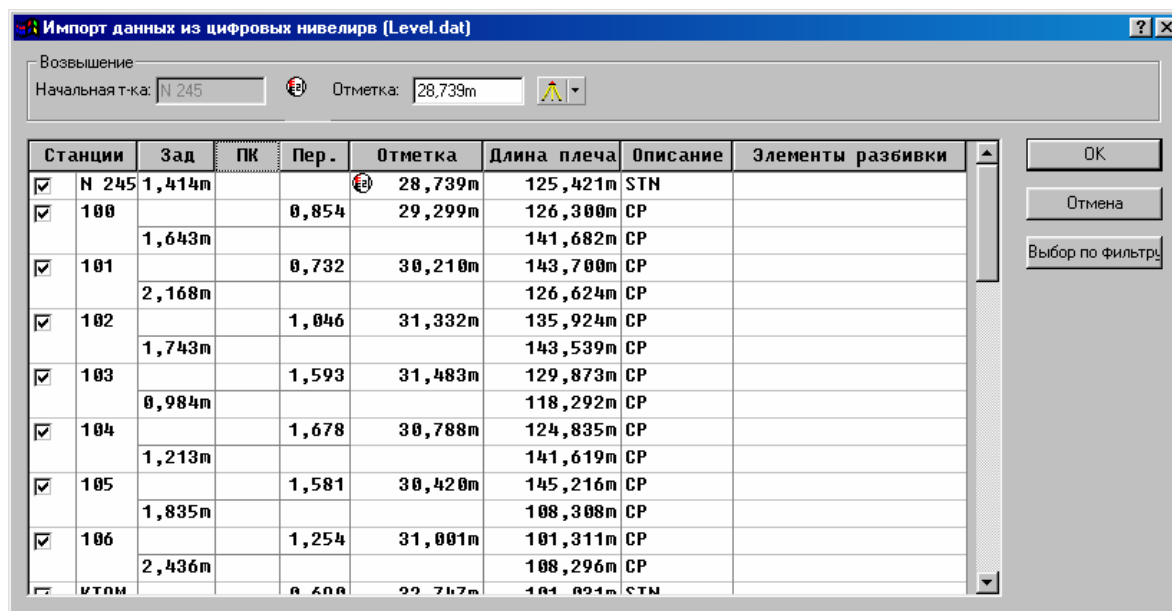 Импорт данных из цифровых нивелирв (Level.dat)
Возвышение
Начальная т-ка: N 245 Отметка: 28,739m
Станции Зад ПК Пер. Отметка Длина плеча Описание Элементы разбивки
N 245 1,414m 28,739m 125,421m STN
100 0,854 29,299m 126,300m CP
1,643m 141,682m CP
101 0,732 30,210m 143,700m CP
2,168m 126,624m CP
102 1,046 31,332m 135,924m CP
1,743m 143,539m CP
103 1,593 31,483m 129,873m CP
0,984m 118,292m CP
104 1,678 30,788m 124,835m CP
1,213m 141,619m CP
105 1,581 30,420m 145,216m CP
1,835m 108,308m CP
106 1,254 31,001m 101,311m CP
2,436m 108,296m CP
STN
OK
Отмена
Выбор по фильтру